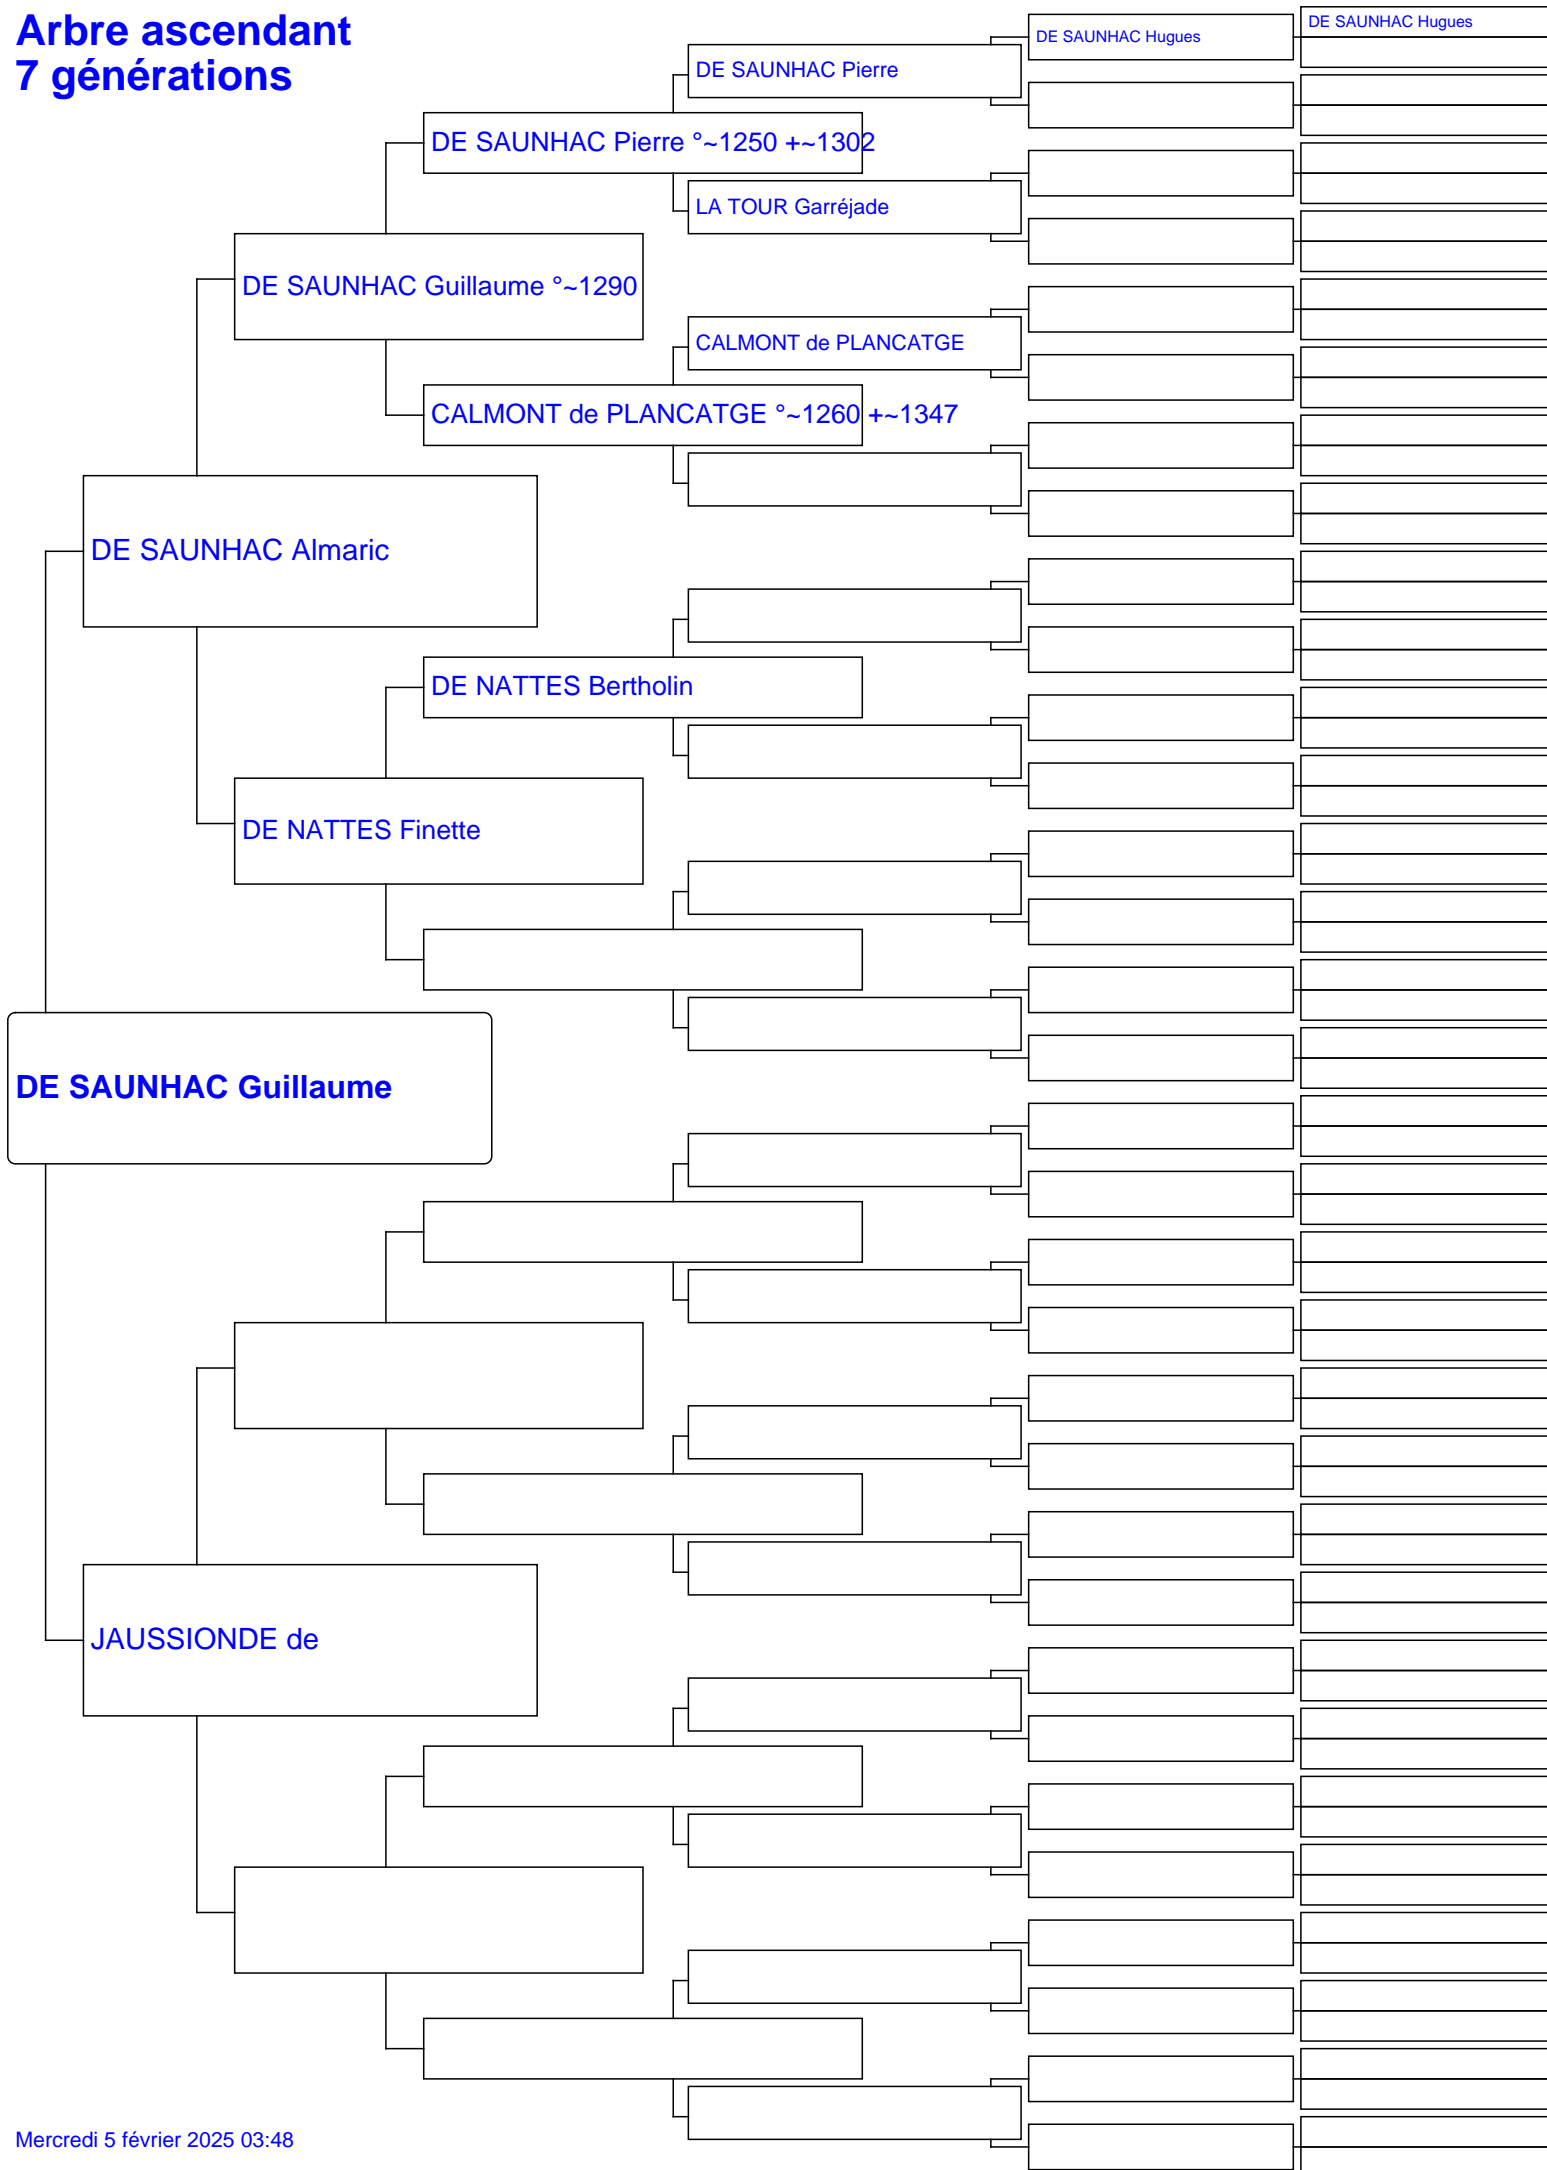 Arbre ascendant
7 générations
DE SAUNHAC Hugues
DE SAUNHAC Hugues
DE SAUNHAC Pierre
DE SAUNHAC Pierre °~1250 +~1302
LA TOUR Garréjade
DE SAUNHAC Guillaume °~1290
CALMONT de PLANCATGE
CALMONT de PLANCATGE °~1260 +~1347
DE SAUNHAC Almaric
DE NATTES Bertholin
DE NATTES Finette
DE SAUNHAC Guillaume
JAUSSIONDE de
Mercredi 5 février 2025 03:48